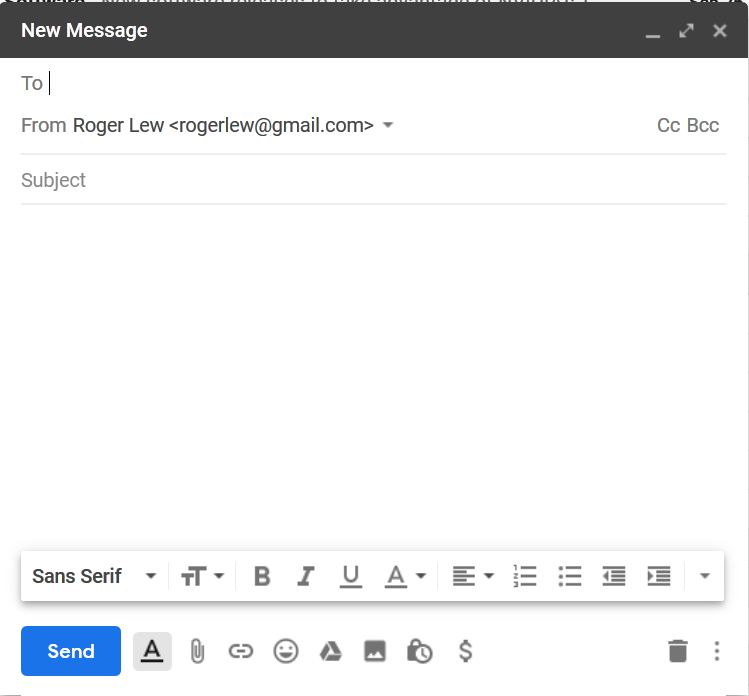 New Message
To
From Roger Lew <rogerlew@gmail.com> Cc Bcc
Subject
Sans Serif
Send